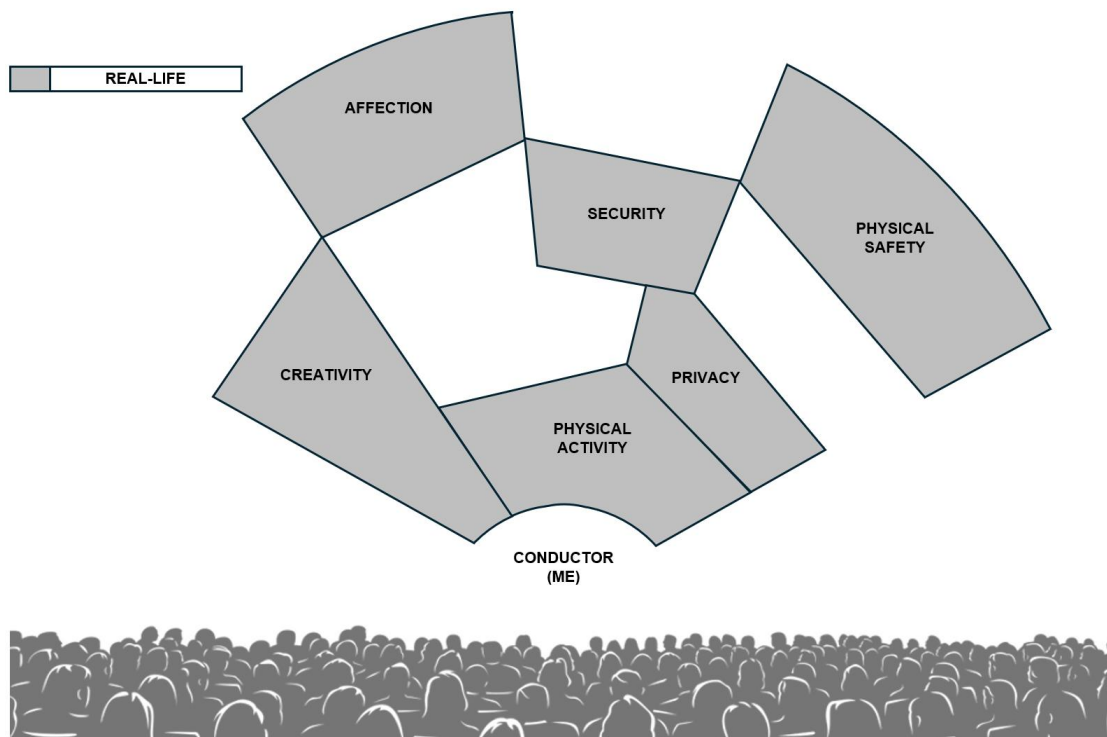 REAL-LIFE
AFFECTION
SECURITY
PHYSICAL
SAFETY
CREATIVITY
PRIVACY
PHYSICAL
ACTIVITY
CONDUCTOR
(ME)